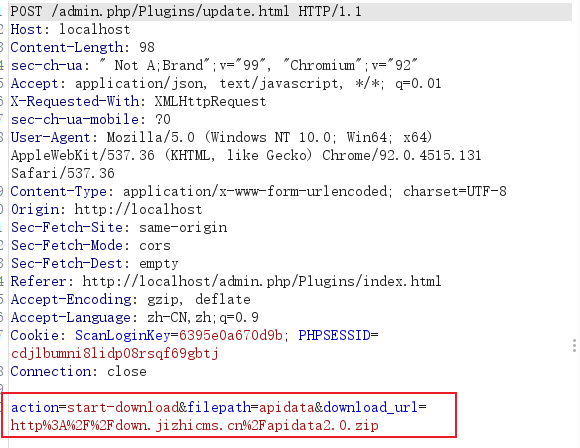 POST /admin.php/Plugins/update.html HTTP/1.1
Host: localhost
Content-Length: 98
sec-ch-ua: " Not A;Brand";v="99", "Chromium";v="92"
Accept: application/json, text/javascript, */*; q=0.01
X-Requested-With: XMLHttpRequest
sec-ch-ua-mobile: ?0
User-Agent: Mozilla/5.0 (Windows NT 10.0; Win64; x64)
AppleWebKit/537.36 (KHTML, like Gecko) Chrome/92.0.4515.131
Safari/537.36
Content-Type: application/x-www-form-urlencoded; charset=UTF-8
Origin: http://localhost
Sec-Fetch-Site: same-origin
Sec-Fetch-Mode: cors
Sec-Fetch-Dest: empty
Referer: http://localhost/admin.php/Plugins/index.html
Accept-Encoding: gzip, deflate
Accept-Language: zh-CN,zh;q=0.9
Cookie: ScanLoginKey=6395e0a670d9b; PHPSESSID=
cdjlbumni8lidp08rsqf69gbtj
Connection: close
action=start-download&filepath=apidata&download_url=
http%3A%2F%2Fdown.jizhicms.cn%2Fapidata2.0.zip